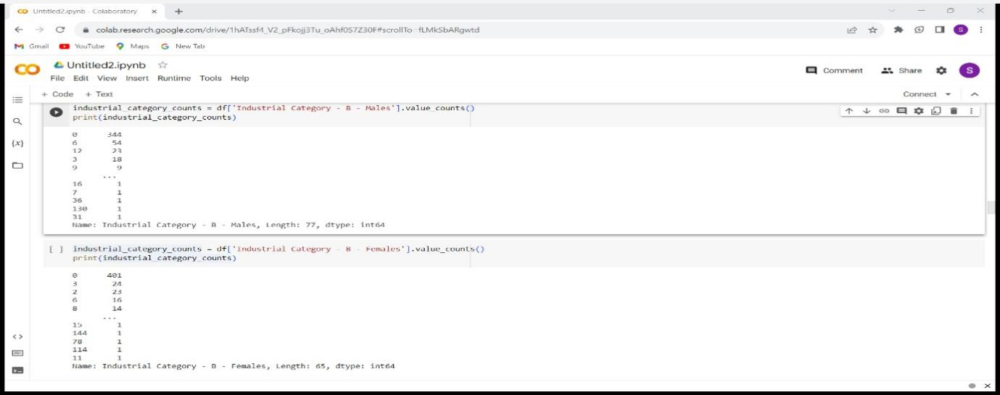 Untitled2.ipynb - Colaboratory
colab.research.google.com/drive/1hATssf4_V2_pFkojj3Tu_oAhf0S7Z30F#scrollTo=fLMkSbARgwtd
Gmail YouTube Maps New Tab
Untitled2.ipynb
File Edit View Insert Runtime Tools Help
Comment Share S
+ Code + Text
Connect
industrial_category_counts = df['Industrial Category - B - Males'].value_counts()
print(industrial_category_counts)
0 344
6 54
12 23
3 18
9 9
...
16 1
7 1
36 1
130 1
31 1
Name: Industrial Category - B - Males, Length: 77, dtype: int64
[ ] industrial_category_counts = df['Industrial Category - B - Females'].value_counts()
print(industrial_category_counts)
0 401
3 24
2 23
6 16
8 14
...
15 1
144 1
78 1
114 1
11 1
Name: Industrial Category - B - Females, Length: 65, dtype: int64